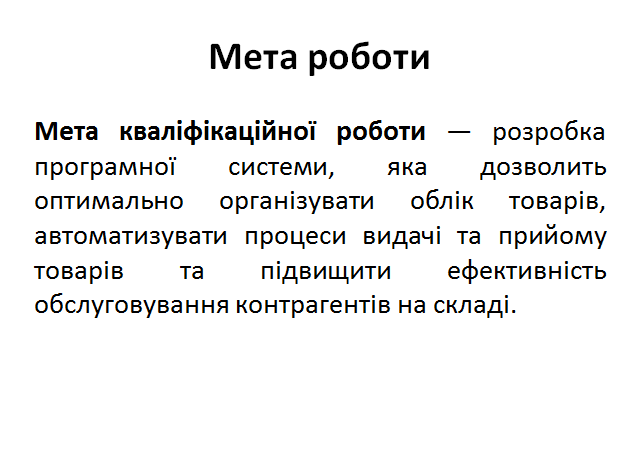 Мета роботи
Мета кваліфікаційної роботи — розробка
програмної системи, яка дозволить
оптимально організувати облік товарів,
автоматизувати процеси видачі та прийому
товарів та підвищити ефективність
обслуговування контрагентів на складі.